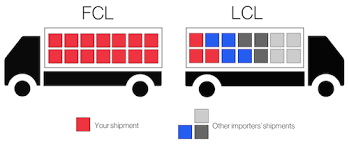 FCL
LCL
Your shipment
Other importers' shipments